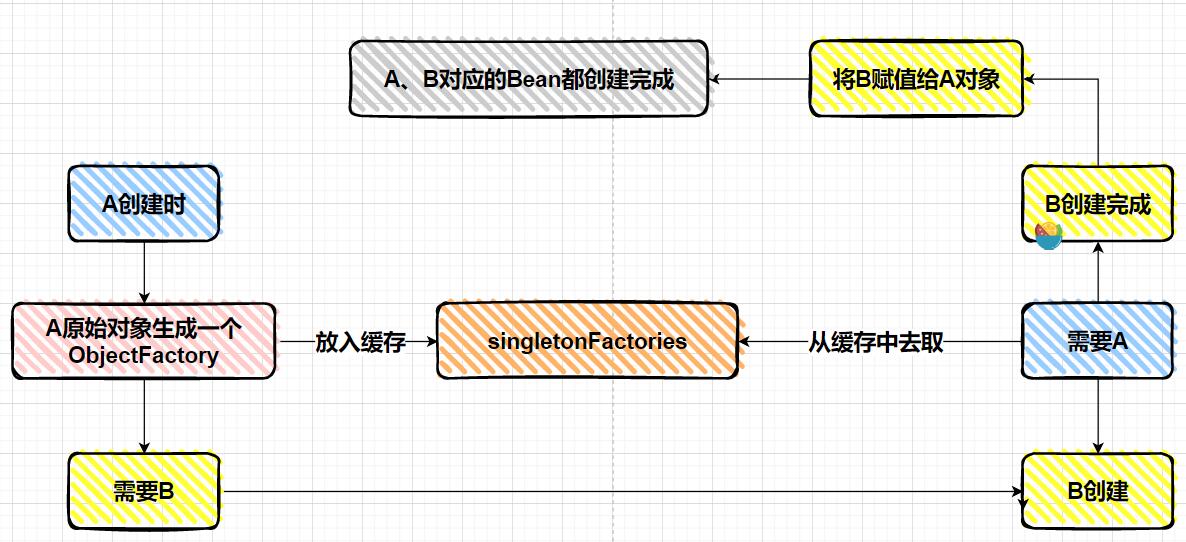 A、B对应的Bean都创建完成
将B赋值给A对象
A创建时
B创建完成
A原始对象生成一个
ObjectFactory
放入缓存
singletonFactories
从缓存中去取
需要A
需要B
B创建